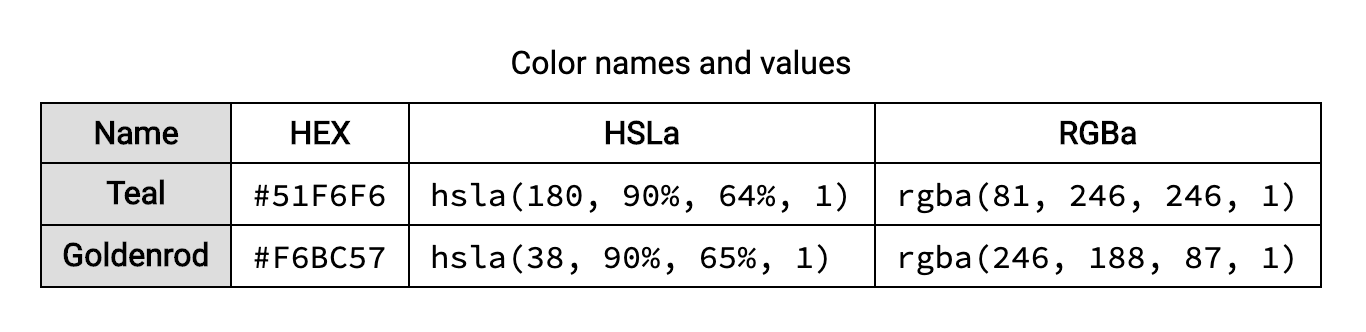 Color names and values
Name HEX HSLa RGBa
Teal #51F6F6 hsla(180, 90%, 64%, 1) rgba(81, 246, 246, 1)
Goldenrod #F6BC57 hsla(38, 90%, 65%, 1) rgba(246, 188, 87, 1)